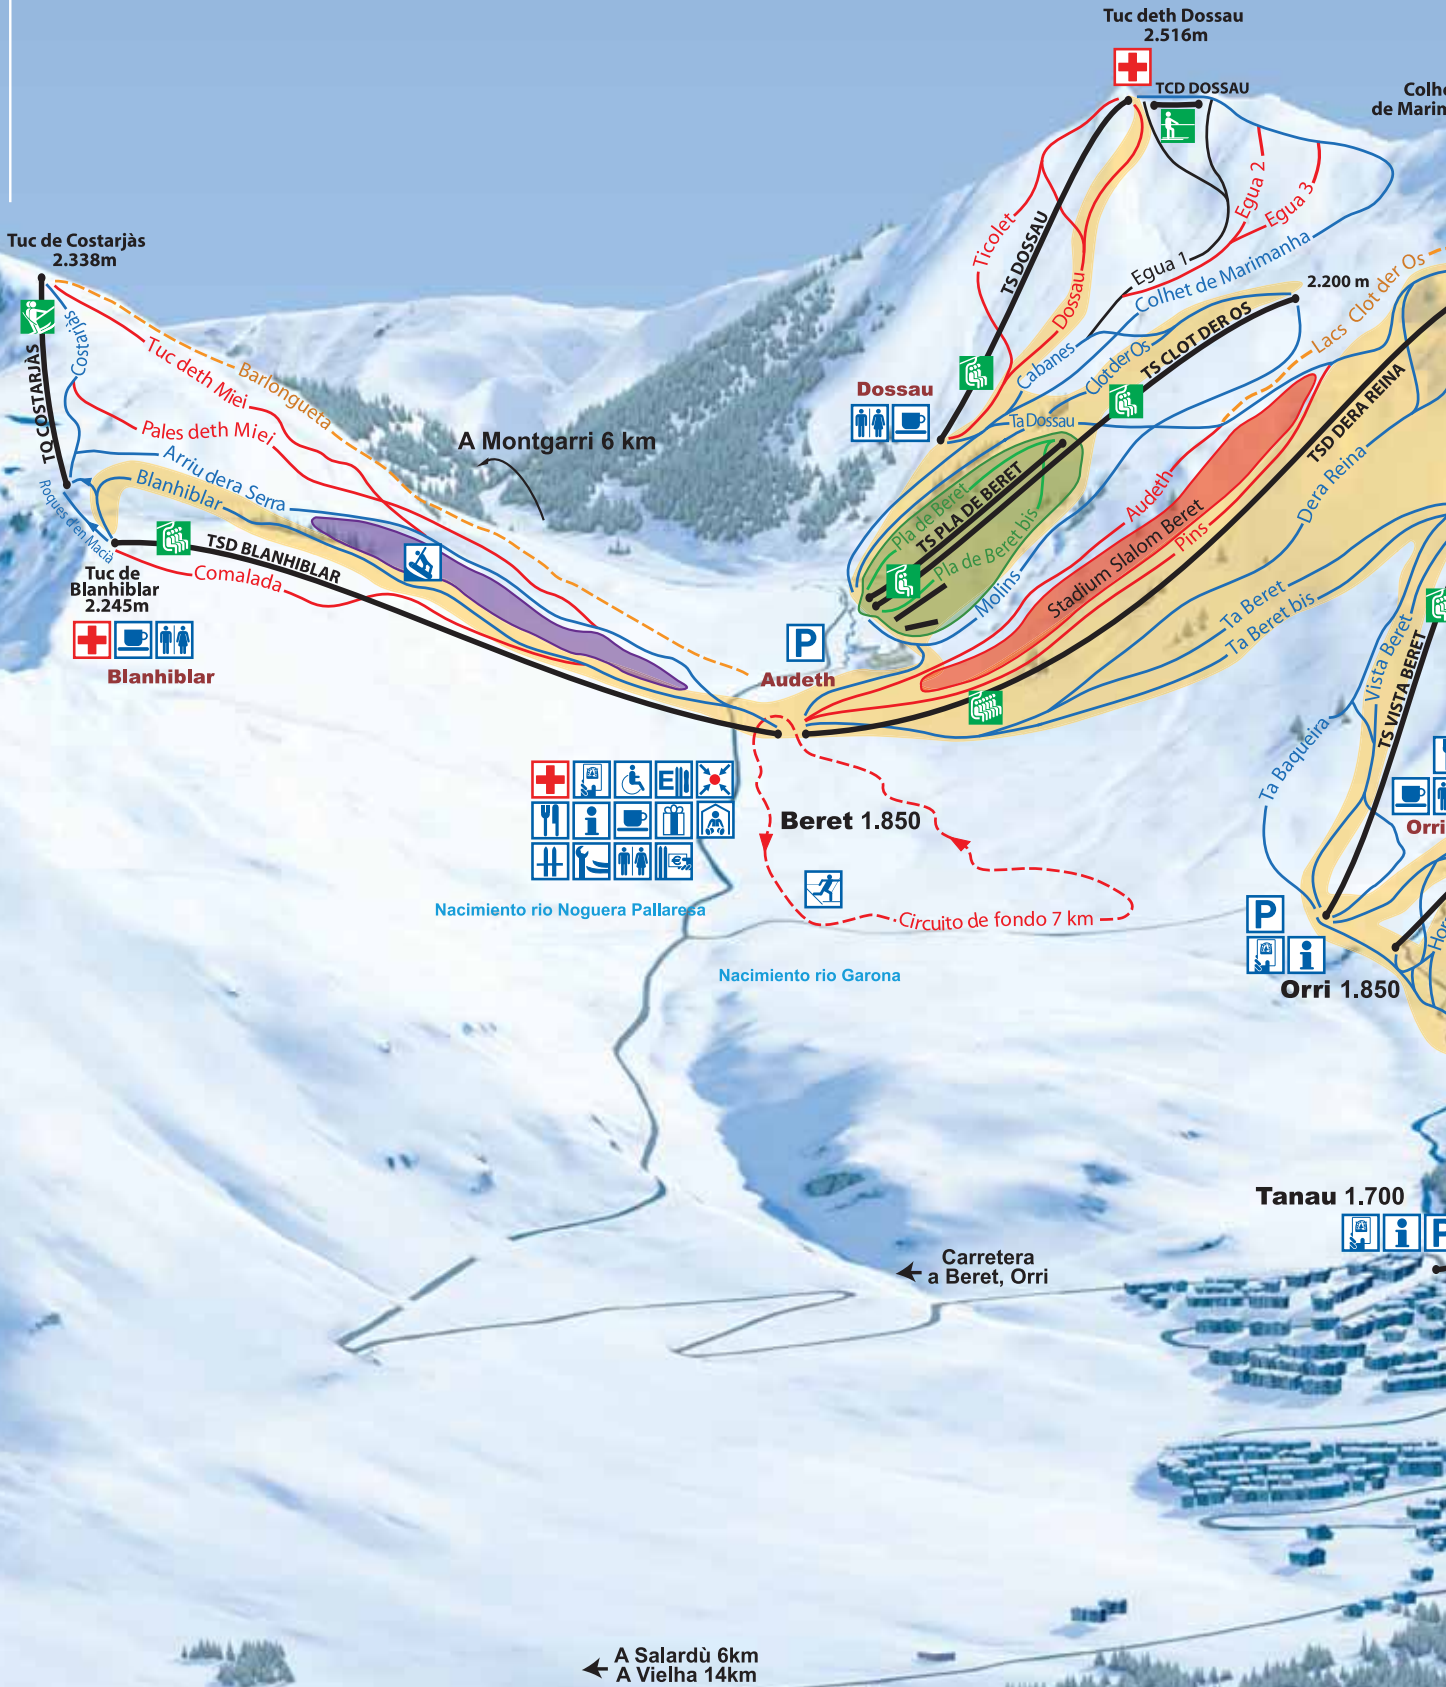 Tuc deth Dossau
2.516m
TCD DOSSAU
Colhe
de Marim
Tuc de Costarjàs
2.338m
Costarjàs
TQ COSTARJÀS
Tuc deth Miei
Barlongueta
Pales deth Miei
Arriu dera Serra
Blanhiblar
Roques d'en Macià
TSD BLANHIBLAR
Comalada
Tuc de
Blanhiblar
2.245m
Blanhiblar
A Montgarri 6 km
Ticolet
TS DOSSAU
Dossau
Egua 1
Egua 2
Egua 3
Colhet de Marimanha
2.200 m
Lacs Clot der Os
Cabanes
Clot der Os
TS CLOT DER OS
Dossau
Ta Dossau
Pla de Beret
TS PLA DE BERET
Pla de Beret bis
Molins
Audeth
Stadium Slalom Beret
Pins
TSD DERA REINA
Dera Reina
Ta Beret
Ta Beret bis
P
Audeth
Vista Beret
TS VISTA BERET
Ta Baqueira
E
i
€
Beret 1.850
Orri
Nacimiento rio Noguera Pallaresa
Circuito de fondo 7 km
P
i
Hor
Nacimiento rio Garona
Orri 1.850
Tanau 1.700
i
P
Carretera
a Beret, Orri
A Salardù 6km
A Vielha 14km